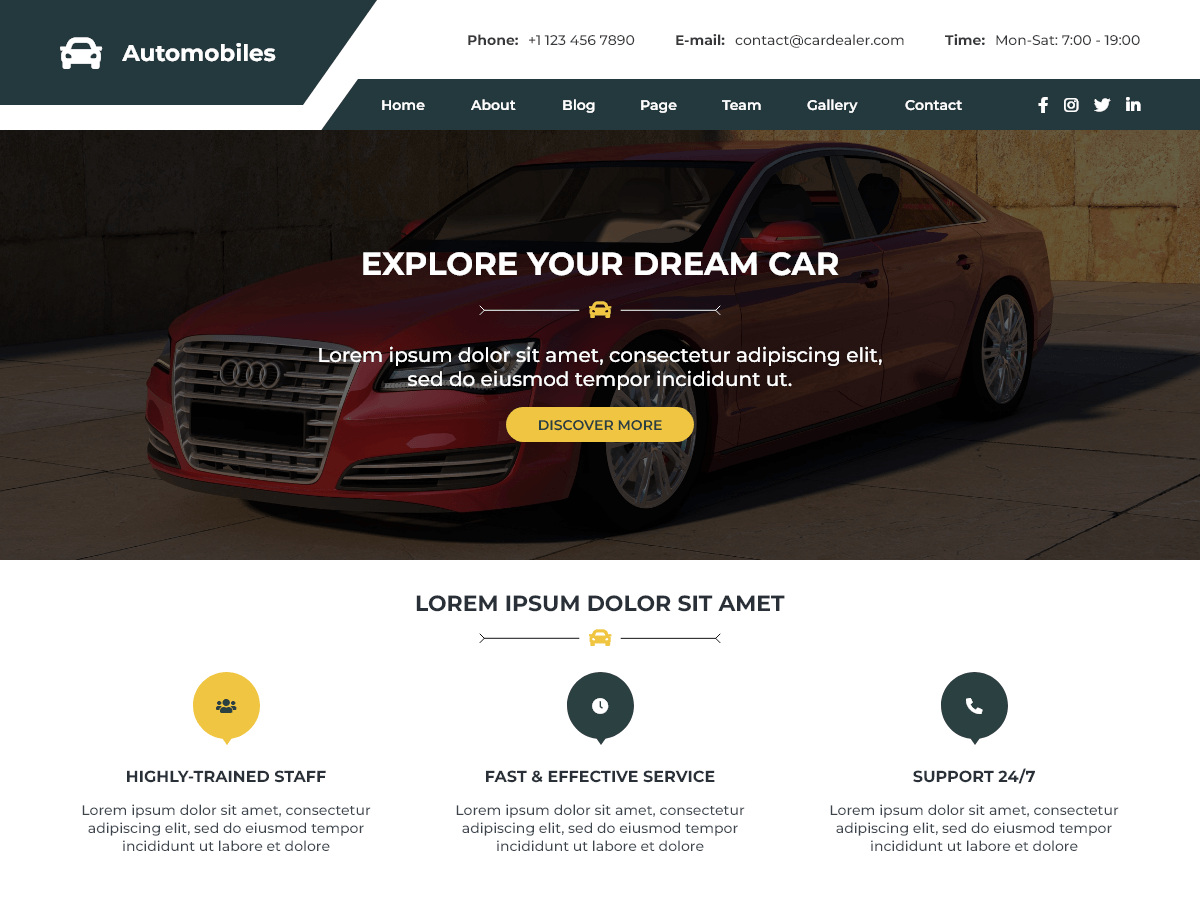 Automobiles
Phone: +1 123 456 7890 E-mail: contact@cardealer.com Time: Mon-Sat: 7:00 - 19:00
Home About Blog Page Team Gallery Contact
EXPLORE YOUR DREAM CAR
Lorem ipsum dolor sit amet, consectetur adipiscing elit,
sed do eiusmod tempor incididunt ut.
DISCOVER MORE
LOREM IPSUM DOLOR SIT AMET
HIGHLY-TRAINED STAFF
Lorem ipsum dolor sit amet, consectetur
adipiscing elit, sed do eiusmod tempor
incididunt ut labore et dolore
FAST & EFFECTIVE SERVICE
Lorem ipsum dolor sit amet, consectetur
adipiscing elit, sed do eiusmod tempor
incididunt ut labore et dolore
SUPPORT 24/7
Lorem ipsum dolor sit amet, consectetur
adipiscing elit, sed do eiusmod tempor
incididunt ut labore et dolore